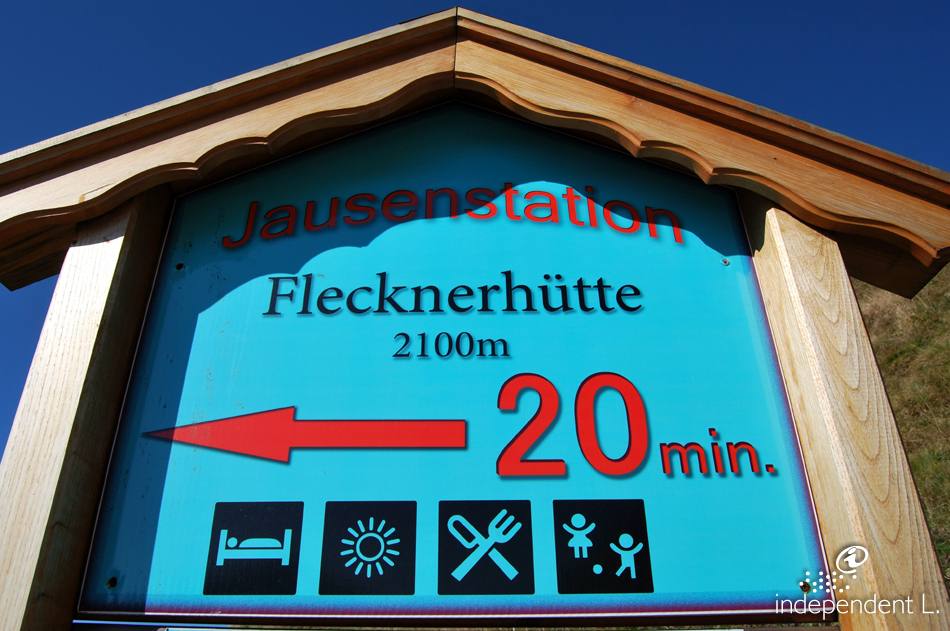 Jausenstation
Flecknerhütte
2100m
20 min.
independent L.